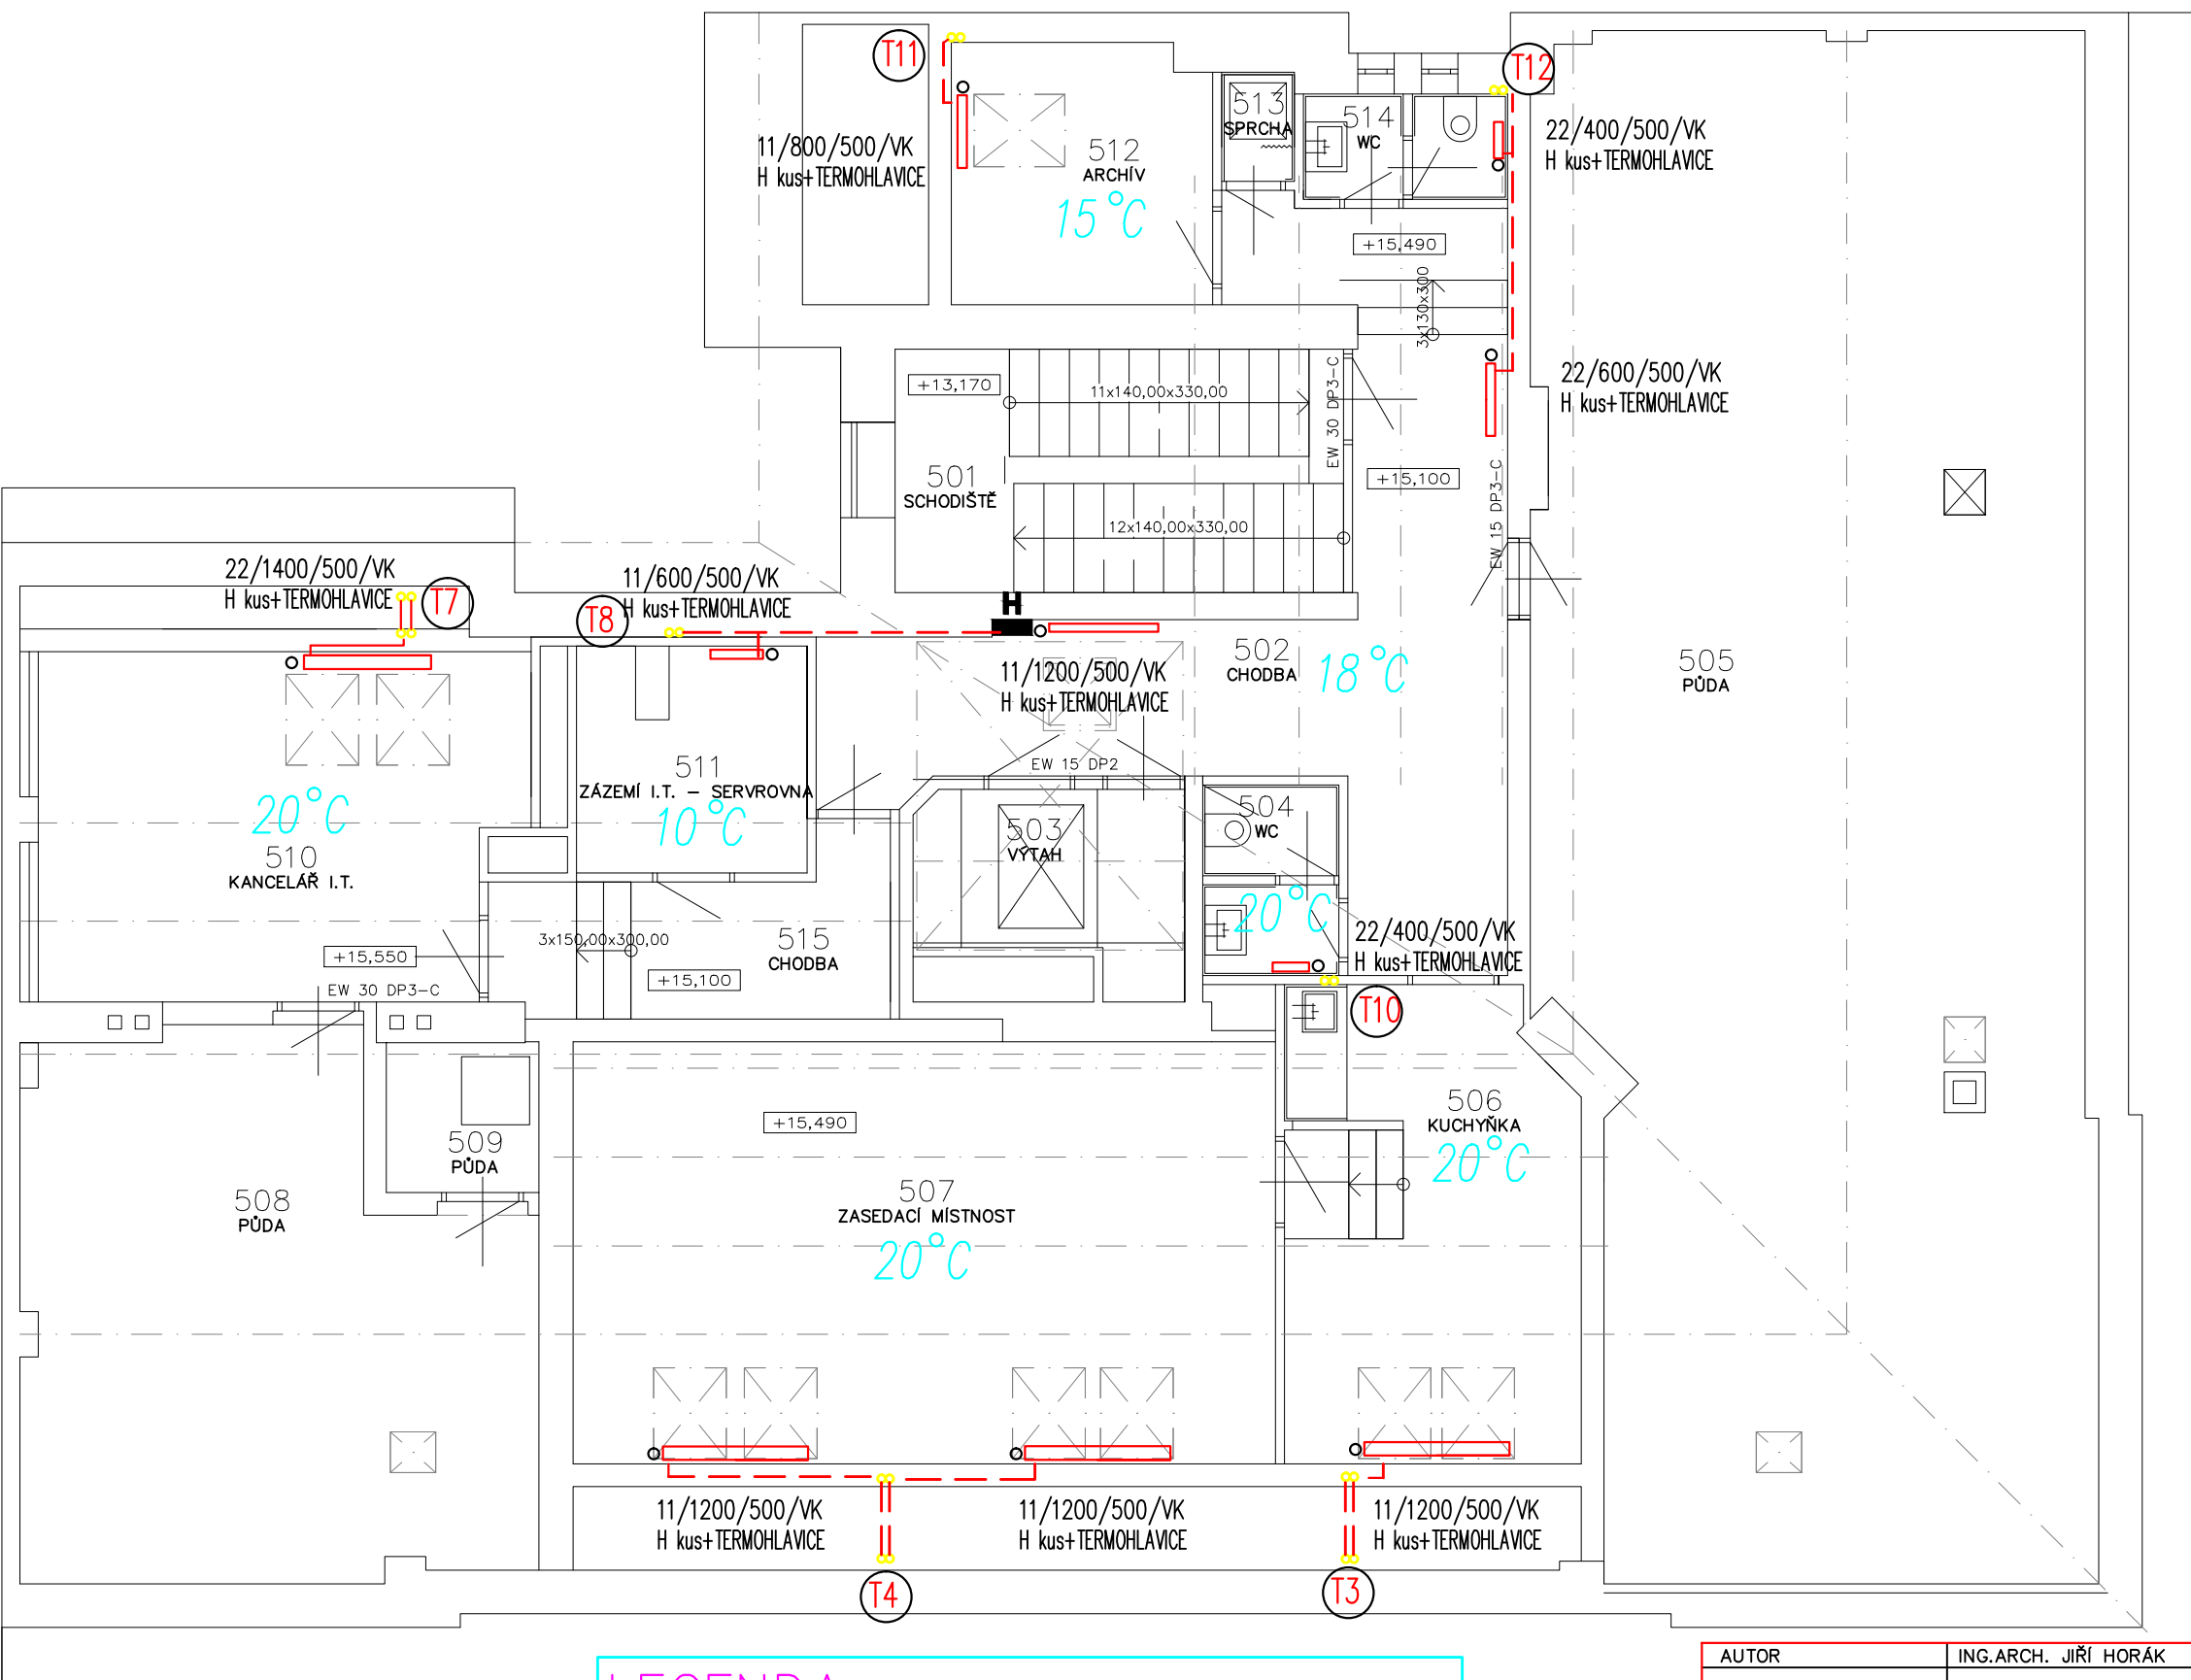 T11
T12
513
SPRCHA
514
WC
11/800/500/VK
H kus+TERMOHLAVICE
512
ARCHÍV
15°C
22/400/500/VK
H kus+TERMOHLAVICE
+15,490
3x130x300
+13,170
11x140,00x330,00
EW 30 DP3-C
22/600/500/VK
H kus+TERMOHLAVICE
501
SCHODIŠTĚ
+15,100
EW 15 DP3-C
12x140,00x330,00
22/1400/500/VK
H kus+TERMOHLAVICE
T7
11/600/500/VK
H kus+TERMOHLAVICE
T8
H
11/1200/500/VK
H kus+TERMOHLAVICE
502
CHODBA
18°C
505
PŮDA
511
ZÁZEMÍ I.T. – SERVROVNA
10°C
EW 15 DP2
20°C
510
KANCELÁŘ I.T.
503
VÝTAH
504
WC
20°C
22/400/500/VK
H kus+TERMOHLAVICE
3x150,00x300,00
515
CHODBA
+15,550
+15,100
EW 30 DP3-C
T10
+15,490
506
KUCHYŇKA
20°C
509
PŮDA
508
PŮDA
507
ZASEDACÍ MÍSTNOST
20°C
11/1200/500/VK
H kus+TERMOHLAVICE
11/1200/500/VK
H kus+TERMOHLAVICE
11/1200/500/VK
H kus+TERMOHLAVICE
T4
T3
LEGENDA
AUTOR ING.ARCH. JIŘÍ HORÁK